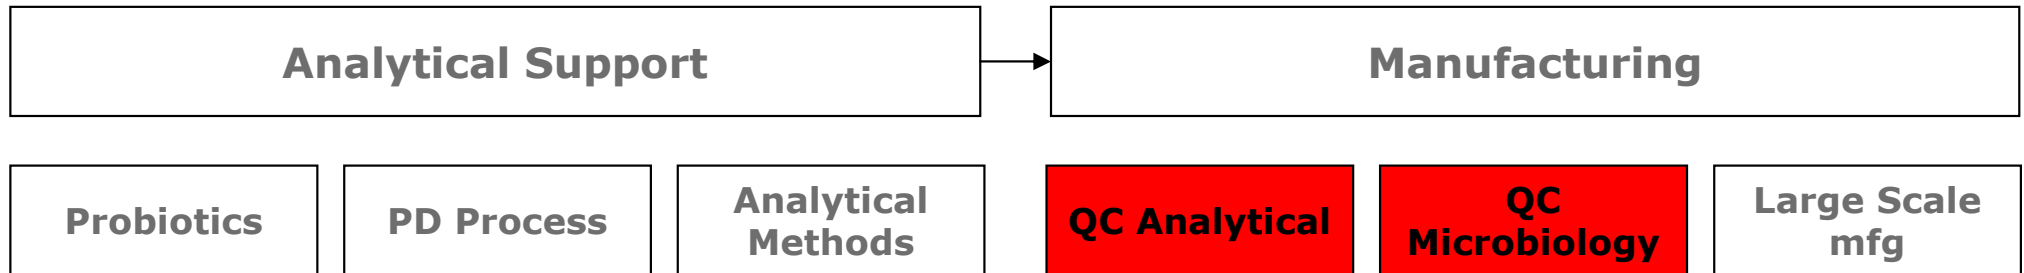 Analytical Support
Manufacturing
Probiotics
PD Process
Analytical
Methods
QC Analytical
QC
Microbiology
Large Scale
mfg